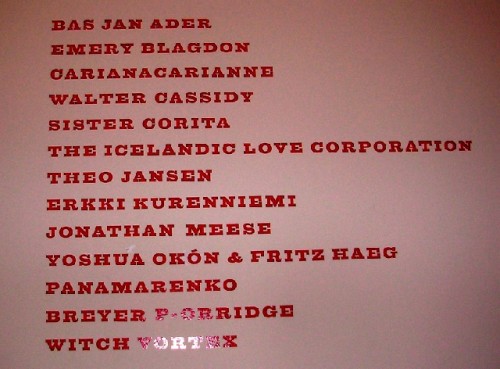 BAS JAN ADER
EMERY BLAGDON
CARIANACARIANNE
WALTER CASSIDY
SISTER CORITA
THE ICELANDIC LOVE CORPORATION
THEO JANSEN
ERKKI KURENNIEMI
JONATHAN MEESE
YOSHUA OKÓN & FRITZ HAEG
PANAMARENKO
BREYER P-ORRIDGE
WITCH VORTEX